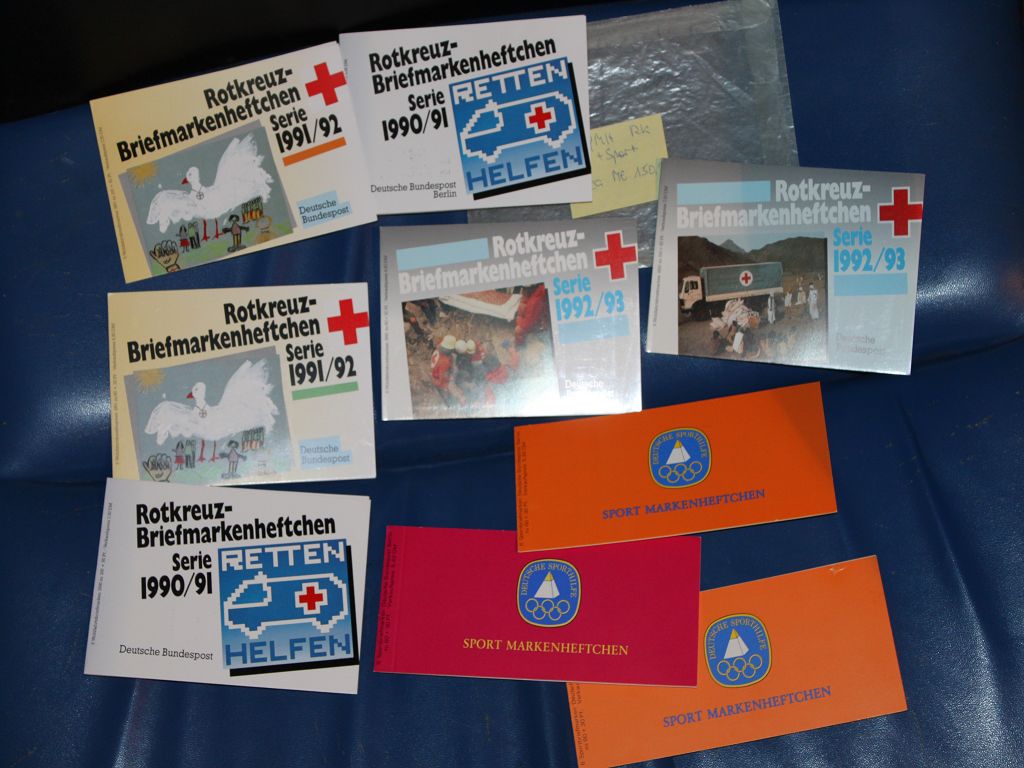 Rotkreuz-
Briefmarkenheftchen
Serie
1991/92
Deutsche
Bundespost
Rotkreuz-
Briefmarkenheftchen
Serie
1990/91
RETTEN
HELFEN
Deutsche Bundespost
Berlin
Rotkreuz-
Briefmarkenheftchen
Serie
1992/93
Deutsche
Bundespost
Rotkreuz-
Briefmarkenheftchen
Serie
1992/93
Deutsche
Rotkreuz-
Briefmarkenheftchen
Serie
1991/92
Deutsche
Bundespost
Rotkreuz-
Briefmarkenheftchen
Serie
1990/91
RETTEN
HELFEN
Deutsche Bundespost
DEUTSCHE SPORTHILFE
SPORT MARKENHEFTCHEN
DEUTSCHE SPORTHILFE
SPORT MARKENHEFTCHEN
DEUTSCHE SPORTHILFE
SPORT MARKENHEFTCHEN